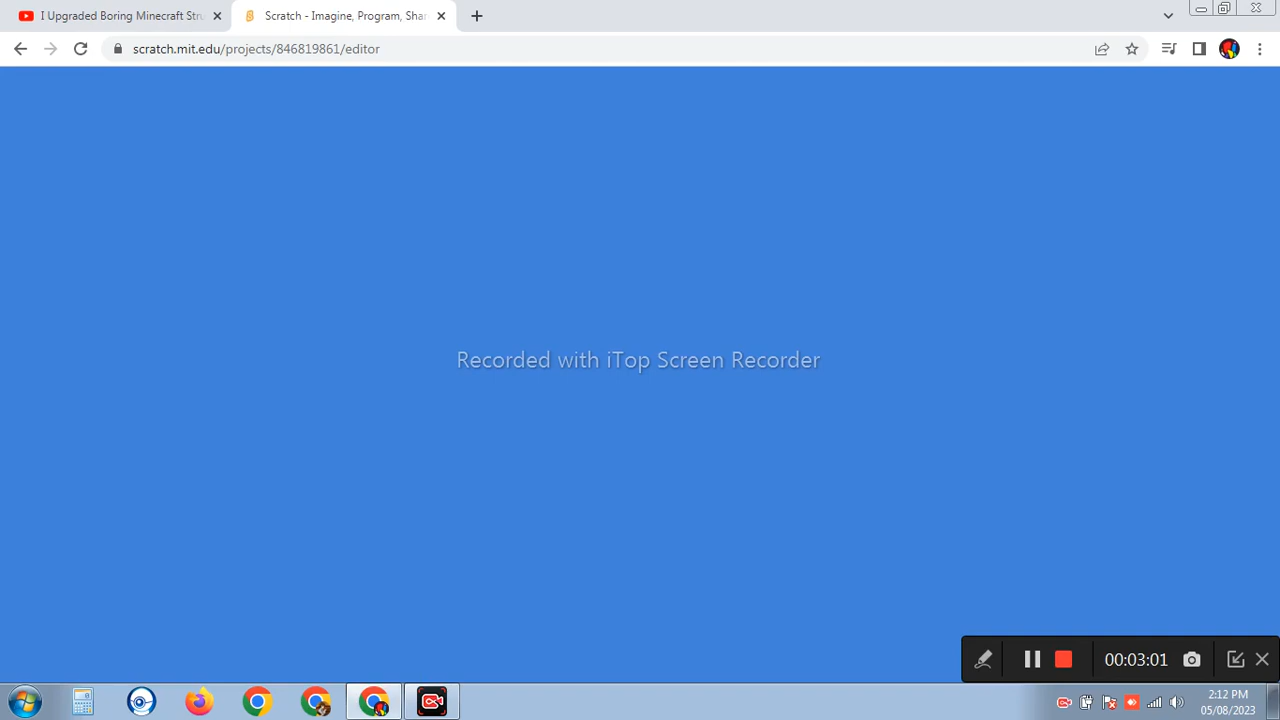 I Upgraded Boring Minecraft Stru
Scratch - Imagine, Program, Shar
scratch.mit.edu/projects/846819861/editor
Recorded with iTop Screen Recorder
00:03:01
2:12 PM
05/08/2023